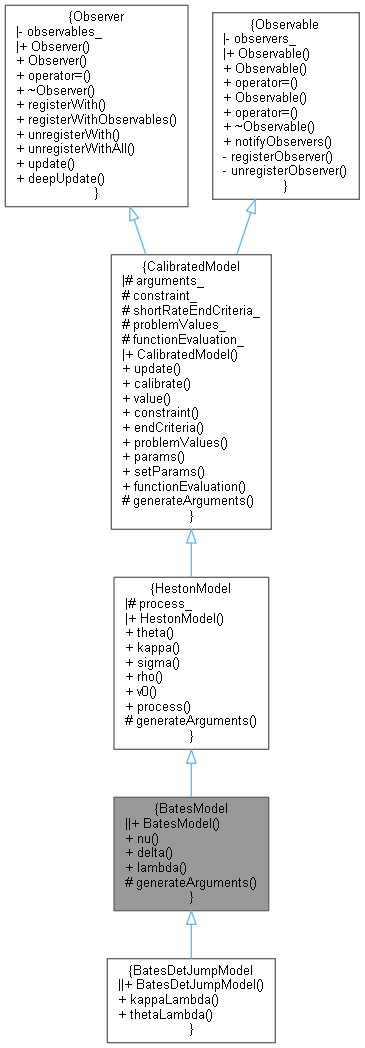 {Observer
|- observables_
|+ Observer()
+ Observer()
+ operator=()
+ ~Observer()
+ registerWith()
+ registerWithObservables()
+ unregisterWith()
+ unregisterWithAll()
+ update()
+ deepUpdate()
}
{Observable
|- observers_
|+ Observable()
+ Observable()
+ operator=()
+ Observable()
+ operator=()
+ ~Observable()
+ notifyObservers()
- registerObserver()
- unregisterObserver()
}
{CalibratedModel
|# arguments_
# constraint_
# shortRateEndCriteria_
# problemValues_
# functionEvaluation_
|+ CalibratedModel()
+ update()
+ calibrate()
+ value()
+ constraint()
+ endCriteria()
+ problemValues()
+ params()
+ setParams()
+ functionEvaluation()
# generateArguments()
}
{HestonModel
|# process_
|+ HestonModel()
+ theta()
+ kappa()
+ sigma()
+ rho()
+ v0()
+ process()
# generateArguments()
}
{BatesModel
||+ BatesModel()
+ nu()
+ delta()
+ lambda()
# generateArguments()
}
{BatesDetJumpModel
||+ BatesDetJumpModel()
+ kappaLambda()
+ thetaLambda()
}